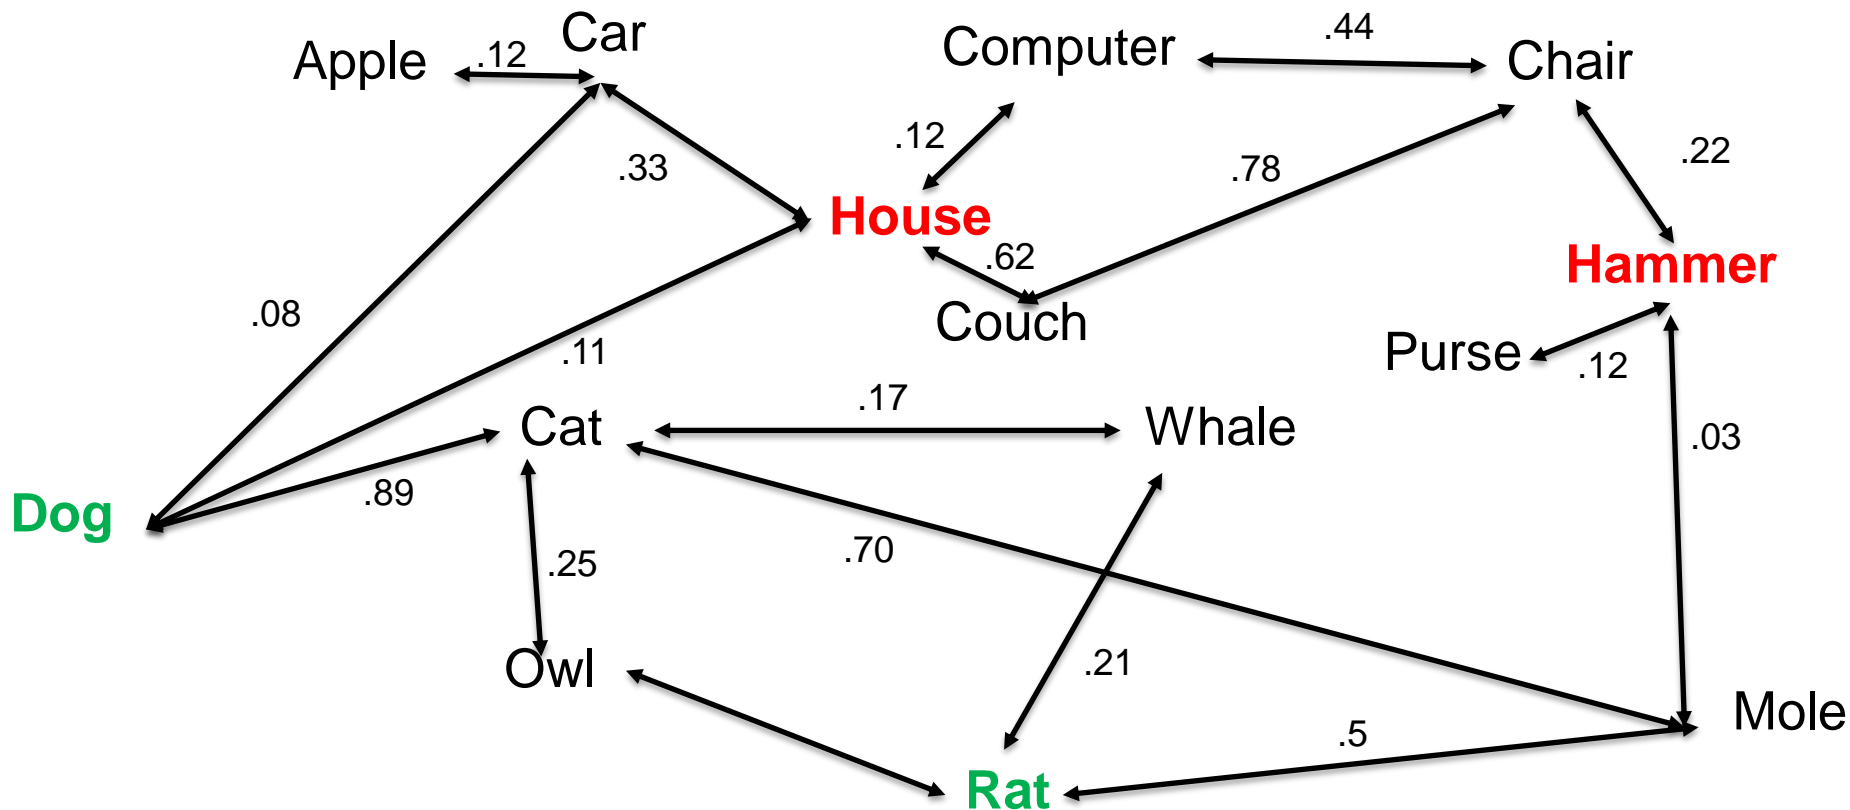 Apple
.12
Car
Computer
.44
Chair
.33
.12
.78
.22
House
.62
Hammer
.08
Couch
.11
Purse
.12
Cat
.17
Whale
.03
Dog
.89
.25
.70
.21
Owl
Mole
.5
Rat